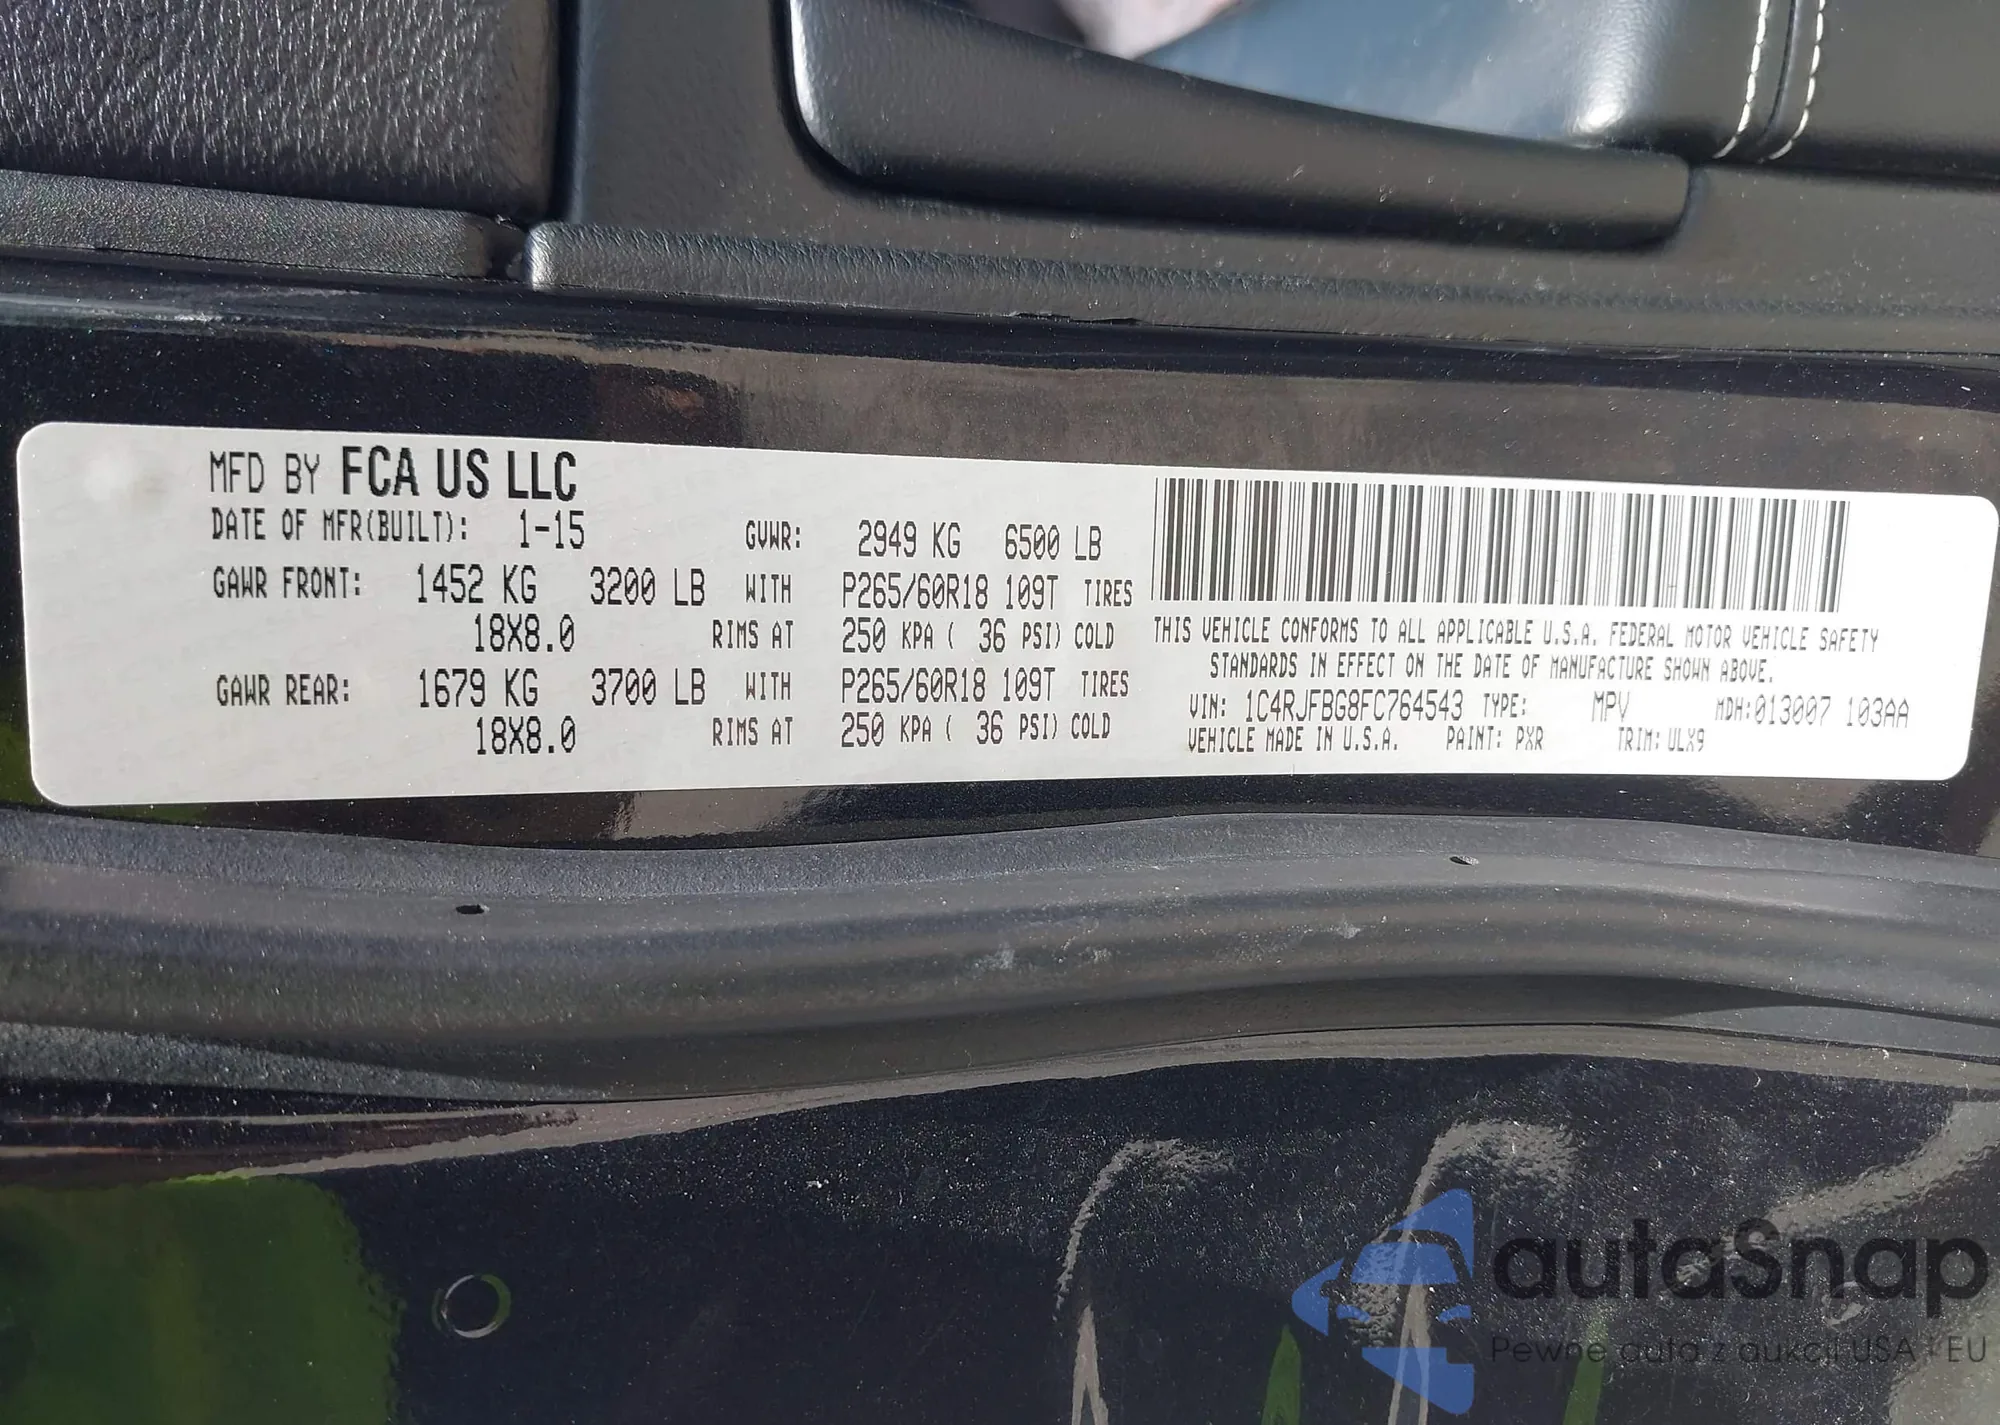 MFD BY FCA US LLC
DATE OF MFR(BUILT): 1-15 GVWR: 2949 KG 6500 LB
GAWR FRONT: 1452 KG 3200 LB WITH P265/60R18 109T TIRES
18X8.0 RIMS AT 250 KPA ( 36 PSI) COLD
GAWR REAR: 1679 KG 3700 LB WITH P265/60R18 109T TIRES
18X8.0 RIMS AT 250 KPA ( 36 PSI) COLD
THIS VEHICLE CONFORMS TO ALL APPLICABLE U.S.A. FEDERAL MOTOR VEHICLE SAFETY
STANDARDS IN EFFECT ON THE DATE OF MANUFACTURE SHOWN ABOVE.
VIN: 1C4RJFBG8FC764543 TYPE: MPV MDH:013007 103AA
VEHICLE MADE IN U.S.A. PAINT: PXR TRIM: ULX9
autaSnap
Pewne auta z aukcji USA i EU